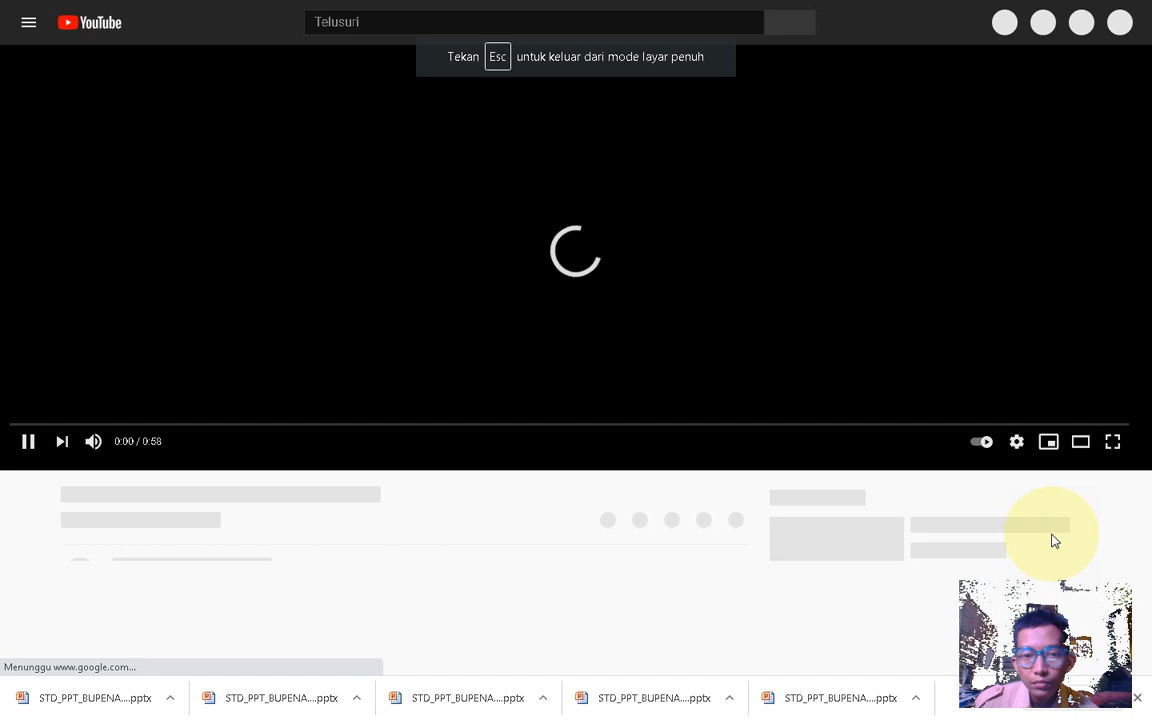 YouTube
Telusuri
Tekan Esc untuk keluar dari mode layar penuh
0:00 / 0:58
Menunggu www.google.com...
STD_PPT_BUPENA....pptx
STD_PPT_BUPENA....pptx
STD_PPT_BUPENA....pptx
STD_PPT_BUPENA....pptx
STD_PPT_BUPENA....pptx